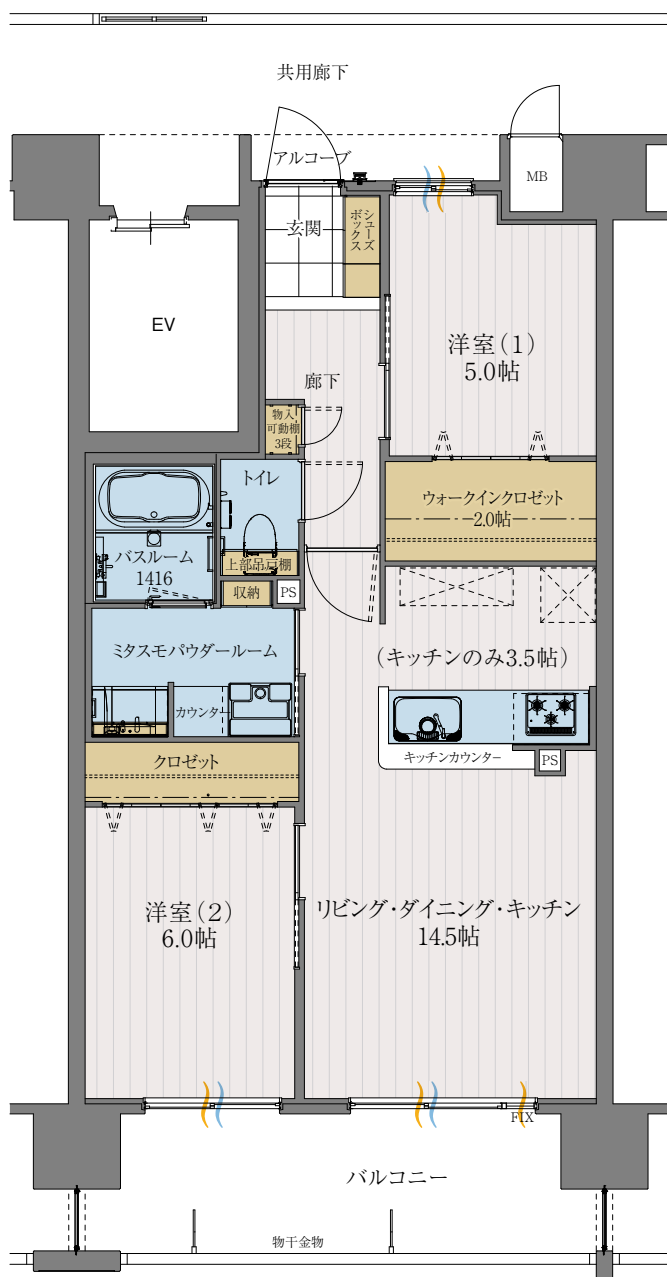 共用廊下
アルコーブ
MB
玄関
シューズ
ボックス
EV
洋室(1)
5.0帖
廊下
物入
可動棚
3段
トイレ
ウォークインクロゼット
2.0帖
バスルーム
1416
上部吊戸棚
収納
PS
ミタスモパウダールーム
(キッチンのみ3.5帖)
カウンター
キッチンカウンター
PS
クロゼット
洋室(2)
6.0帖
リビング・ダイニング・キッチン
14.5帖
FIX
バルコニー
物干金物